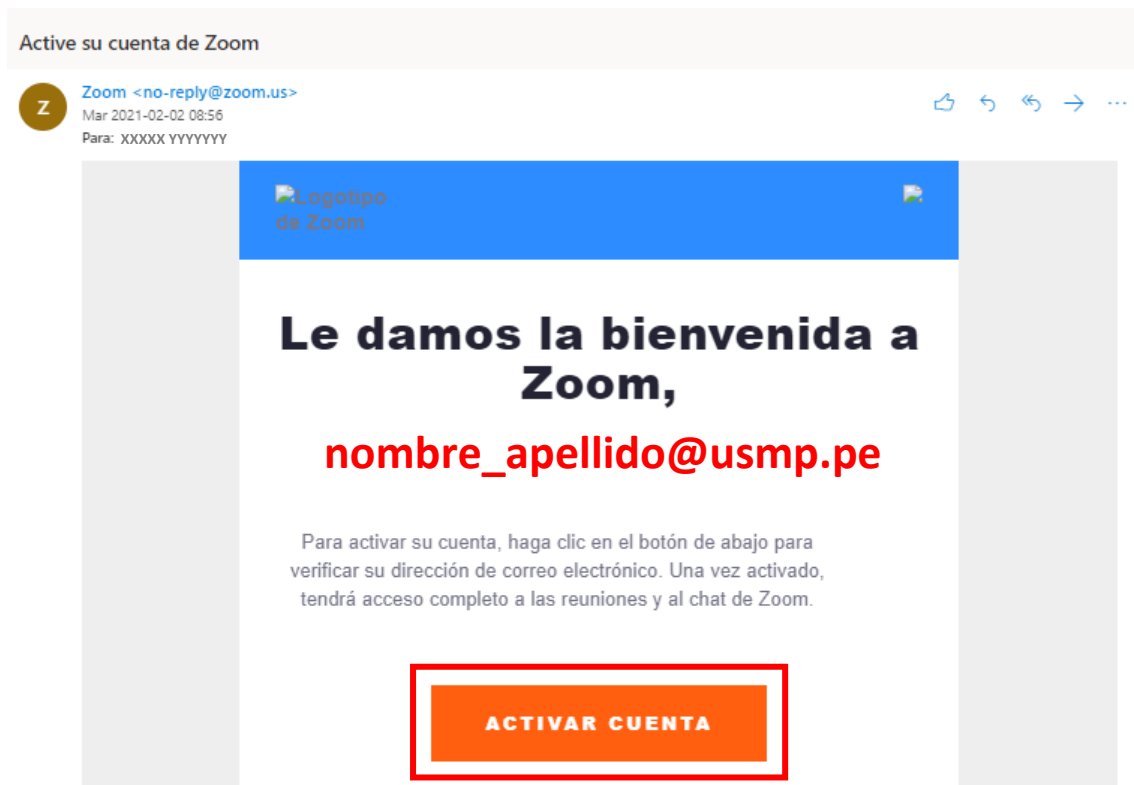 Active su cuenta de Zoom
Z
Zoom <no-reply@zoom.us>
Mar 2021-02-02 08:56
Para: XXXXX YYYYYYY
Logotipo
de Zoom
Le damos la bienvenida a
Zoom,
nombre_apellido@usmp.pe
Para activar su cuenta, haga clic en el botón de abajo para
verificar su dirección de correo electrónico. Una vez activado,
tendrá acceso completo a las reuniones y al chat de Zoom.
ACTIVAR CUENTA